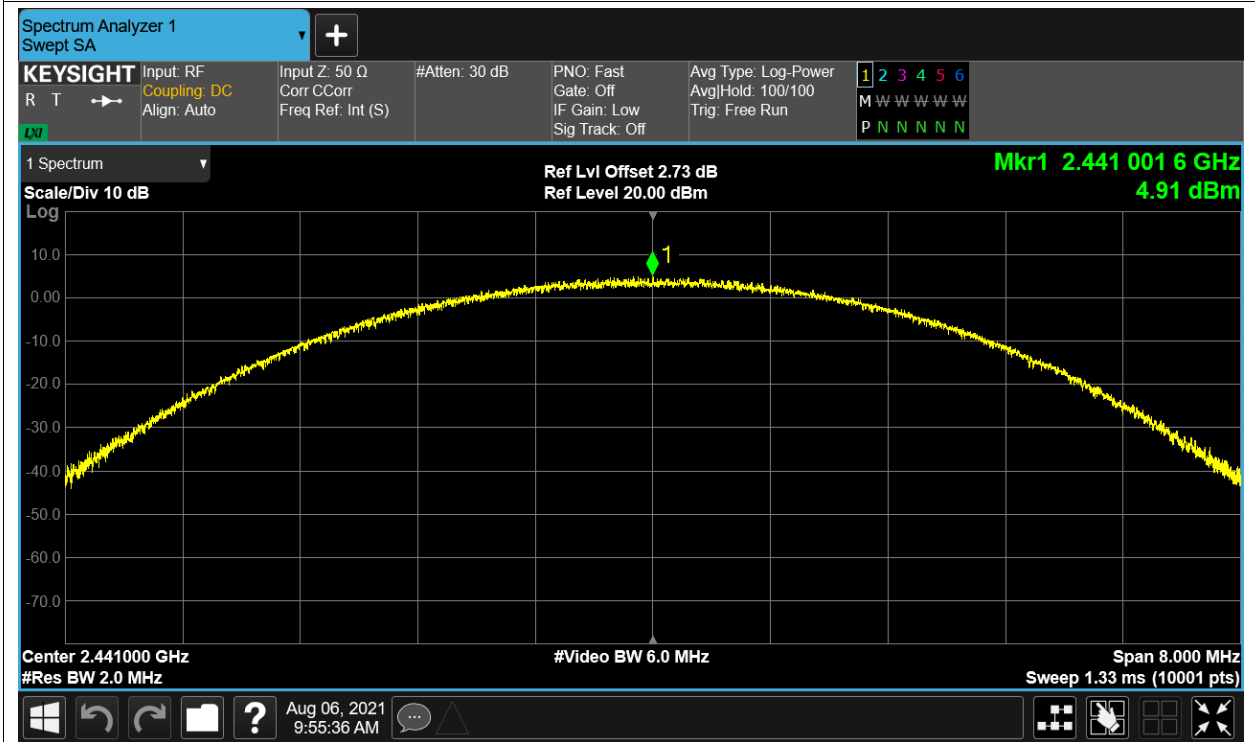 Spectrum Analyzer 1
Swept SA
KEYSIGHT
R T
LXI
Input: RF
Coupling: DC
Align: Auto
Input Z: 50 Ω
Corr CCorr
Freq Ref: Int (S)
#Atten: 30 dB
PNO: Fast
Gate: Off
IF Gain: Low
Sig Track: Off
Avg Type: Log-Power
Avg|Hold: 100/100
Trig: Free Run
1 2 3 4 5 6
M W W W W W
P N N N N N
1 Spectrum
Scale/Div 10 dB
Ref Lvl Offset 2.73 dB
Ref Level 20.00 dBm
Mkr1 2.441 001 6 GHz
4.91 dBm
Log
1
10.0
0.00
-10.0
-20.0
-30.0
-40.0
-50.0
-60.0
-70.0
Center 2.441000 GHz
#Res BW 2.0 MHz
#Video BW 6.0 MHz
Span 8.000 MHz
Sweep 1.33 ms (10001 pts)
?
Aug 06, 2021
9:55:36 AM